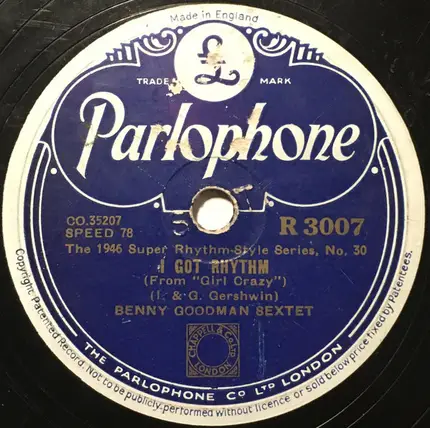 Made in England
£
TRADE MARK
Parlophone
CO.35207
SPEED 78
R 3007
The 1946 Super Rhythm-Style Series, No. 30
I GOT RHYTHM
(From "Girl Crazy")
(I. & G. Gershwin)
BENNY GOODMAN SEXTET
CHAPPELL & Co Ltd
LONDON
THE PARLOPHONE Co LTD LONDON
Copyright Patented Record. Not to be publicly performed without licence or sold below price fixed by Patentees.